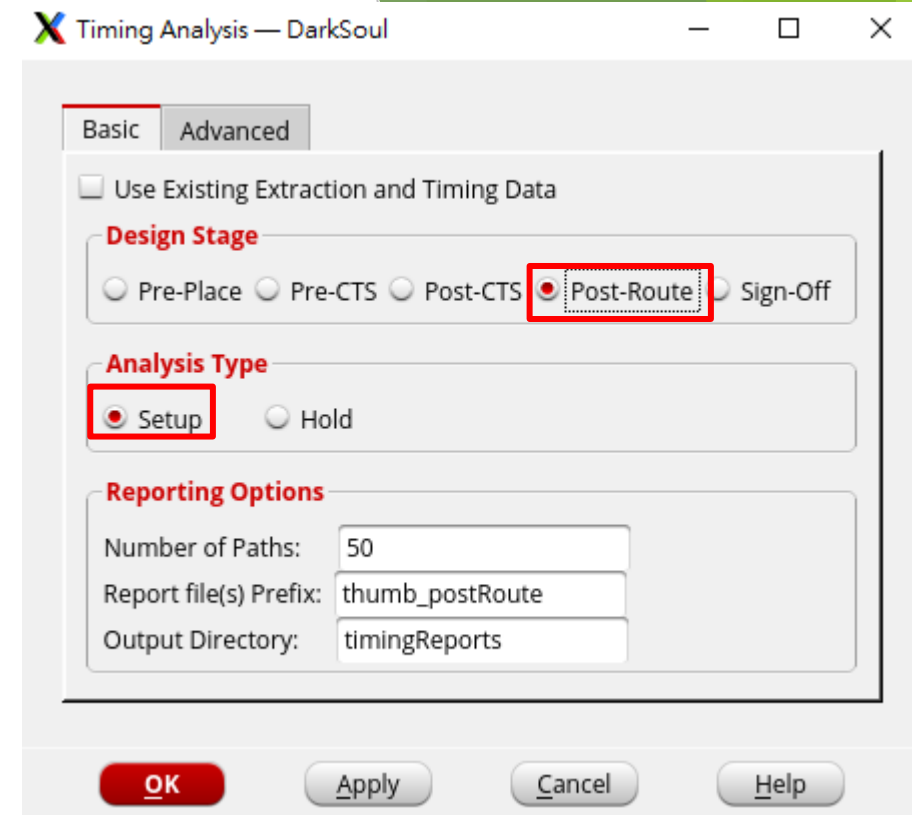 Timing Analysis — DarkSoul
Basic Advanced
Use Existing Extraction and Timing Data
Design Stage
Pre-Place Pre-CTS Post-CTS Post-Route Sign-Off
Analysis Type
Setup Hold
Reporting Options
Number of Paths: 50
Report file(s) Prefix: thumb_postRoute
Output Directory: timingReports
OK Apply Cancel Help